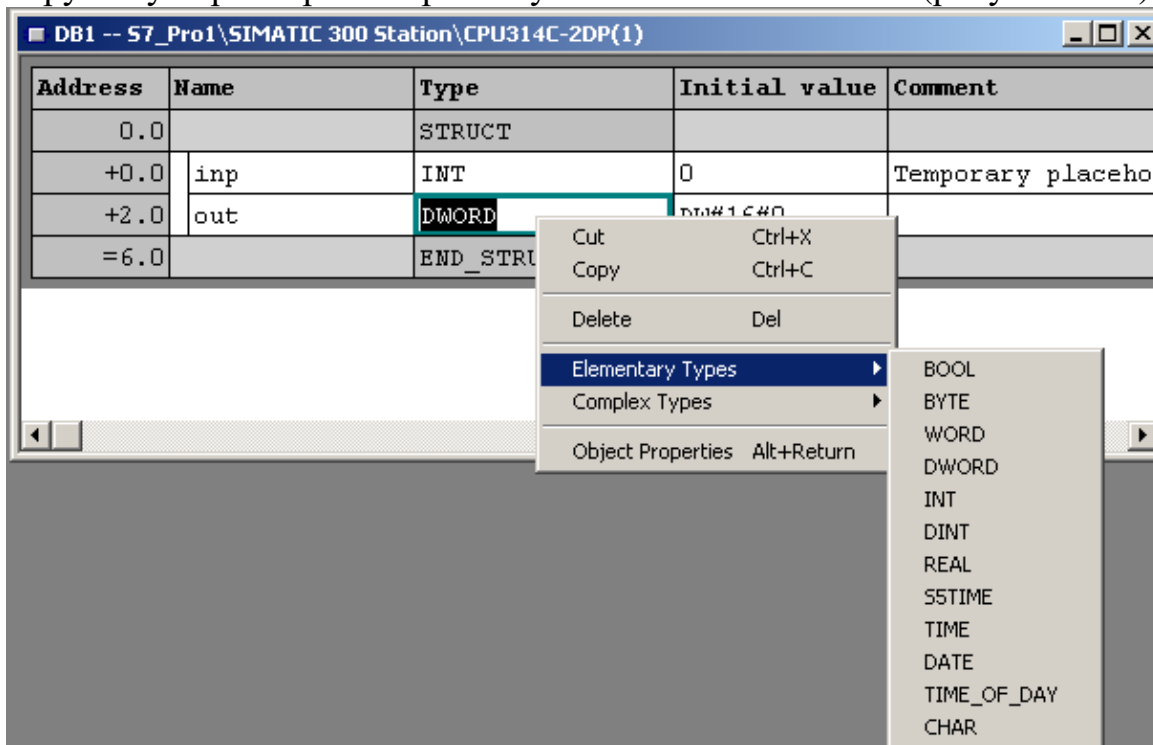 DB1 -- S7_Pro1\SIMATIC 300 Station\CPU314C-2DP(1)
Address Name Type Initial value Comment
0.0 STRUCT
+0.0 inp INT 0 Temporary placeho
+2.0 out DWORD DW#16#0
=6.0 END_STRU
Cut Ctrl+X
Copy Ctrl+C
Delete Del
Elementary Types
Complex Types
Object Properties Alt+Return
BOOL
BYTE
WORD
DWORD
INT
DINT
REAL
S5TIME
TIME
DATE
TIME_OF_DAY
CHAR